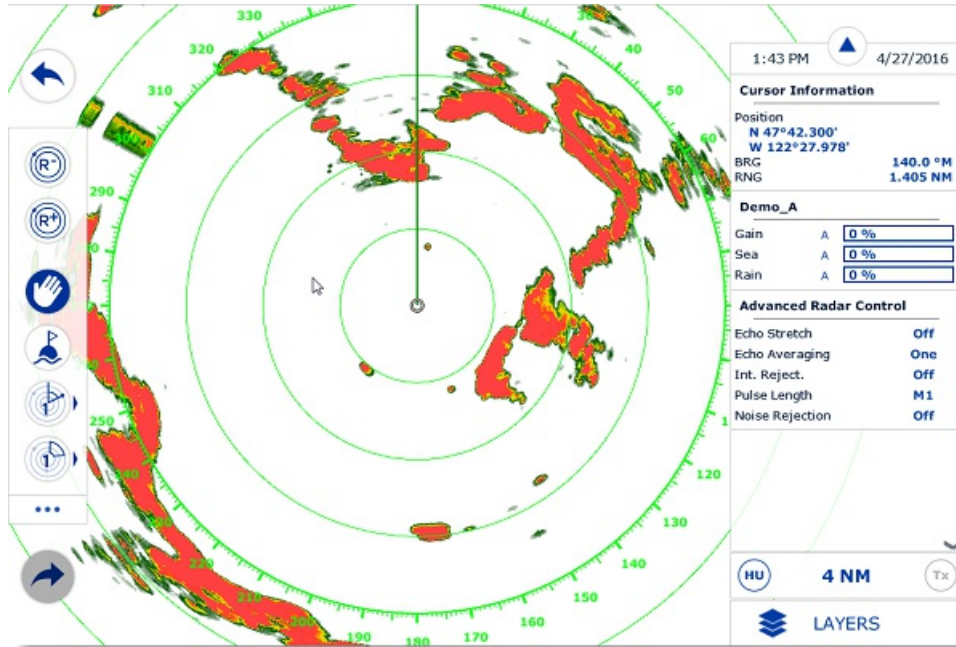 330
320
310
290
250
240
220
210
200
190
180
170
160
150
140
130
120
60
50
40
R-
R+
1
1
...
1:43 PM 4/27/2016
Cursor Information
Position
N 47°42.300'
W 122°27.978'
BRG 140.0 °M
RNG 1.405 NM
Demo_A
Gain A 0 %
Sea A 0 %
Rain A 0 %
Advanced Radar Control
Echo Stretch Off
Echo Averaging One
Int. Reject. Off
Pulse Length M1
Noise Rejection Off
HU 4 NM Tx
LAYERS